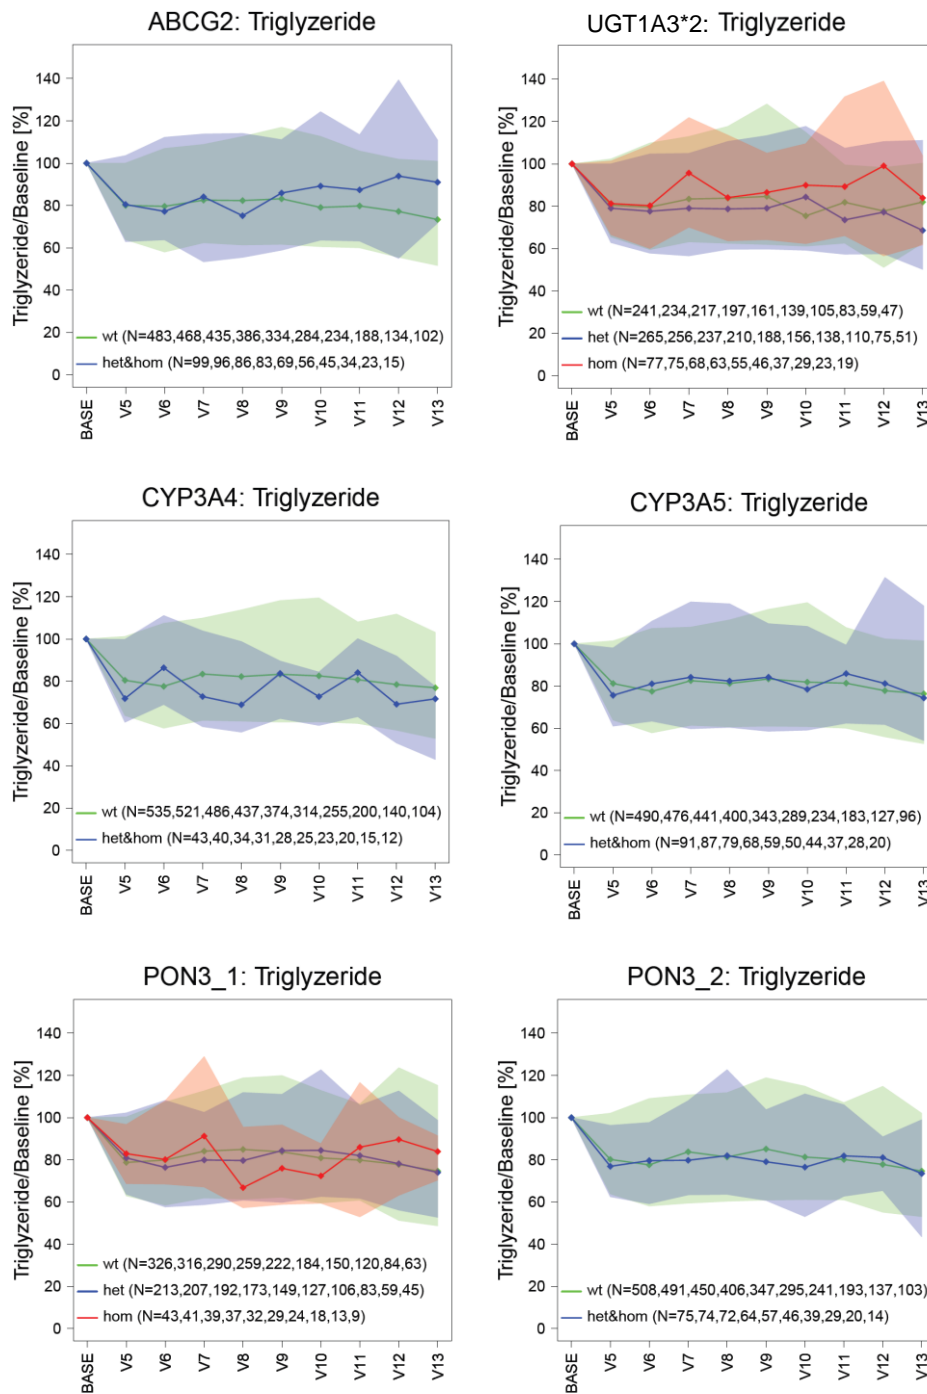 ABCG2: Triglyzeride
Triglyzeride/Baseline [%]
140
120
100
80
60
40
20
0
wt (N=483,468,435,386,334,284,234,188,134,102)
het&hom (N=99,96,86,83,69,56,45,34,23,15)
BASE
V5
V6
V7
V8
V9
V10
V11
V12
V13
UGT1A3*2: Triglyzeride
Triglyzeride/Baseline [%]
140
120
100
80
60
40
20
0
wt (N=241,234,217,197,161,139,105,83,59,47)
het (N=265,256,237,210,188,156,138,110,75,51)
hom (N=77,75,68,63,55,46,37,29,23,19)
BASE
V5
V6
V7
V8
V9
V10
V11
V12
V13
CYP3A4: Triglyzeride
Triglyzeride/Baseline [%]
140
120
100
80
60
40
20
0
wt (N=535,521,486,437,374,314,255,200,140,104)
het&hom (N=43,40,34,31,28,25,23,20,15,12)
BASE
V5
V6
V7
V8
V9
V10
V11
V12
V13
CYP3A5: Triglyzeride
Triglyzeride/Baseline [%]
140
120
100
80
60
40
20
0
wt (N=490,476,441,400,343,289,234,183,127,96)
het&hom (N=91,87,79,68,59,50,44,37,28,20)
BASE
V5
V6
V7
V8
V9
V10
V11
V12
V13
PON3_1: Triglyzeride
Triglyzeride/Baseline [%]
140
120
100
80
60
40
20
0
wt (N=326,316,290,259,222,184,150,120,84,63)
het (N=213,207,192,173,149,127,106,83,59,45)
hom (N=43,41,39,37,32,29,24,18,13,9)
BASE
V5
V6
V7
V8
V9
V10
V11
V12
V13
PON3_2: Triglyzeride
Triglyzeride/Baseline [%]
140
120
100
80
60
40
20
0
wt (N=508,491,450,406,347,295,241,193,137,103)
het&hom (N=75,74,72,64,57,46,39,29,20,14)
BASE
V5
V6
V7
V8
V9
V10
V11
V12
V13